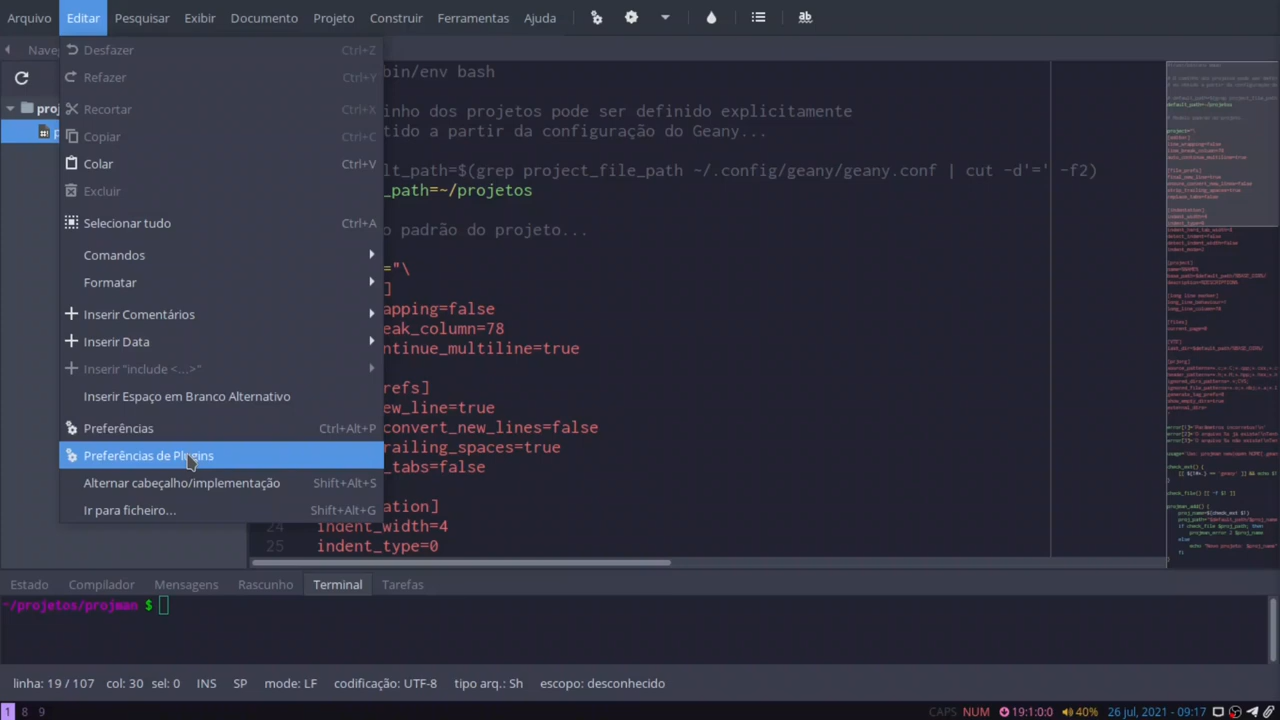 Arquivo Editar Pesquisar Exibir Documento Projeto Construir Ferramentas Ajuda ab
Nave
Desfazer Ctrl+Z
Refazer Ctrl+Y
Recortar Ctrl+X
Copiar Ctrl+C
Colar Ctrl+V
Excluir
Selecionar tudo Ctrl+A
Comandos
Formatar
Inserir Comentários
Inserir Data
Inserir "include <...>"
Inserir Espaço em Branco Alternativo
Preferências Ctrl+Alt+P
Preferências de Plugins
Alternar cabeçalho/implementação Shift+Alt+S
Ir para ficheiro... Shift+Alt+G
proj
p
bin/env bash
inho dos projetos pode ser definido explicitamente
tido a partir da configuração do Geany...
lt_path=$(grep project_file_path ~/.config/geany/geany.conf | cut -d'=' -f2)
_path=~/projetos
o padrão de projeto...
="\
]
apping=false
eak_column=78
ntinue_multiline=true
refs]
ew_line=true
convert_new_lines=false
railing_spaces=true
_tabs=false
ation]
24 indent_width=4
25 indent_type=0
Estado Compilador Mensagens Rascunho Terminal Tarefas
~/projetos/projman $
linha: 19 / 107 col: 30 sel: 0 INS SP mode: LF codificação: UTF-8 tipo arq.: Sh escopo: desconhecido
1 8 9 CAPS NUM 19:1:0:0 40% 26 jul, 2021 - 09:17